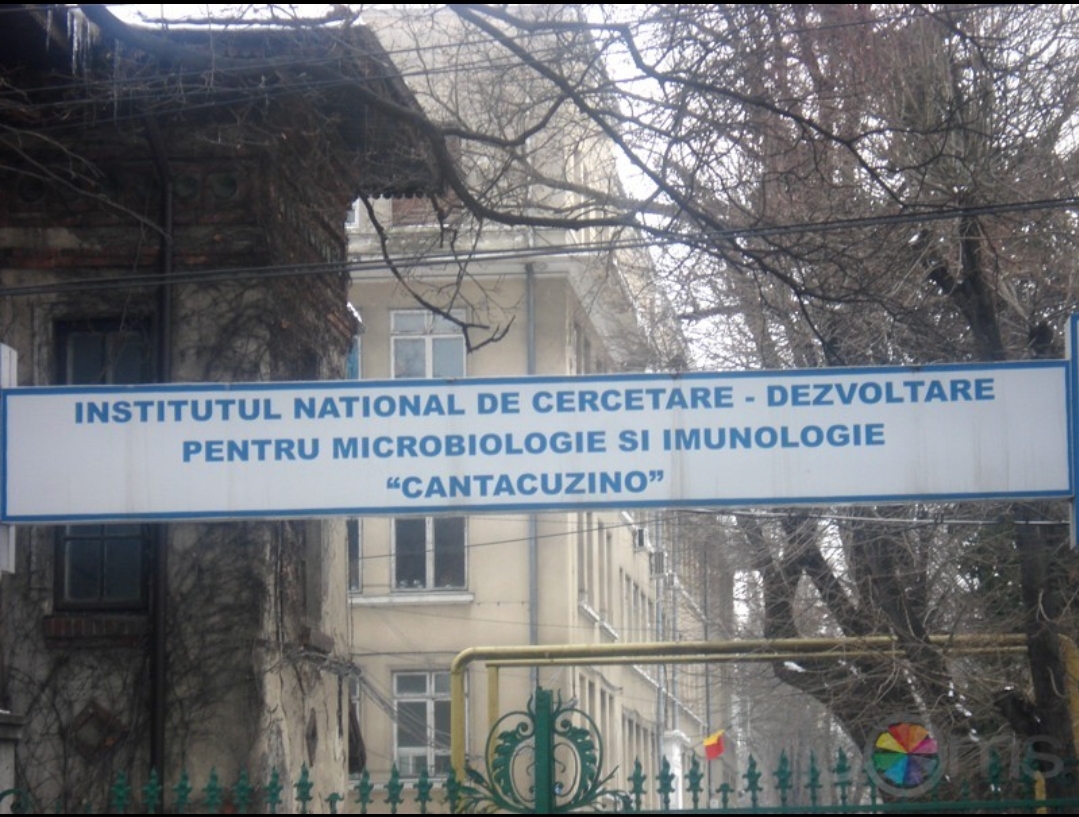 INSTITUTUL NATIONAL DE CERCETARE - DEZVOLTARE
PENTRU MICROBIOLOGIE SI IMUNOLOGIE
“CANTACUZINO”